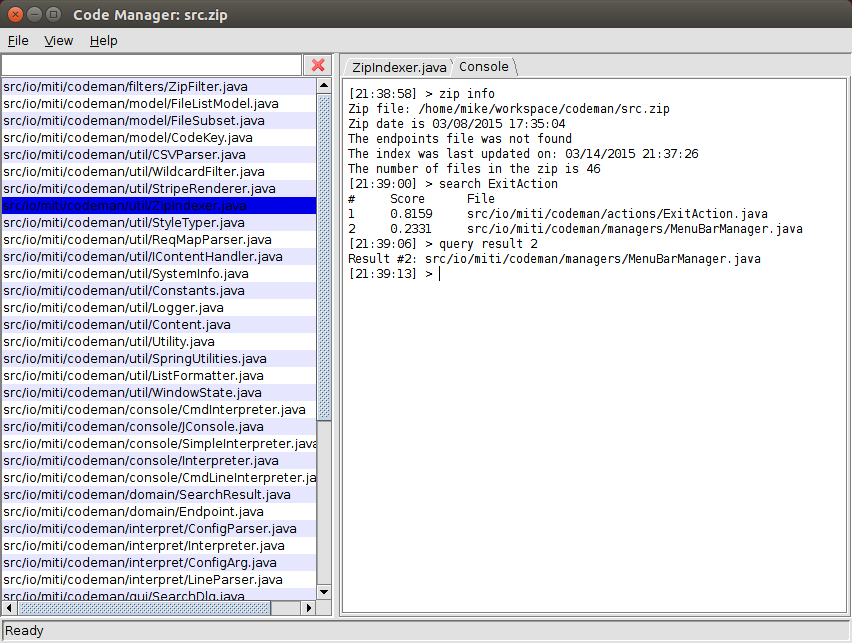 Code Manager: src.zip
File View Help
src/io/miti/codeman/filters/ZipFilter.java
src/io/miti/codeman/model/FileListModel.java
src/io/miti/codeman/model/FileSubset.java
src/io/miti/codeman/model/CodeKey.java
src/io/miti/codeman/util/CSVParser.java
src/io/miti/codeman/util/WildcardFilter.java
src/io/miti/codeman/util/StripeRenderer.java
src/io/miti/codeman/util/ZipIndexer.java
src/io/miti/codeman/util/StyleTyper.java
src/io/miti/codeman/util/ReqMapParser.java
src/io/miti/codeman/util/IContentHandler.java
src/io/miti/codeman/util/SystemInfo.java
src/io/miti/codeman/util/Constants.java
src/io/miti/codeman/util/Logger.java
src/io/miti/codeman/util/Content.java
src/io/miti/codeman/util/Utility.java
src/io/miti/codeman/util/SpringUtilities.java
src/io/miti/codeman/util/ListFormatter.java
src/io/miti/codeman/util/WindowState.java
src/io/miti/codeman/console/CmdInterpreter.java
src/io/miti/codeman/console/JConsole.java
src/io/miti/codeman/console/SimpleInterpreter.java
src/io/miti/codeman/console/Interpreter.java
src/io/miti/codeman/console/CmdLineInterpreter.ja
src/io/miti/codeman/domain/SearchResult.java
src/io/miti/codeman/domain/Endpoint.java
src/io/miti/codeman/interpret/ConfigParser.java
src/io/miti/codeman/interpret/Interpreter.java
src/io/miti/codeman/interpret/ConfigArg.java
src/io/miti/codeman/interpret/LineParser.java
src/io/miti/codeman/gui/SearchDlg.java
ZipIndexer.java Console
[21:38:58] > zip info
Zip file: /home/mike/workspace/codeman/src.zip
Zip date is 03/08/2015 17:35:04
The endpoints file was not found
The index was last updated on: 03/14/2015 21:37:26
The number of files in the zip is 46
[21:39:00] > search ExitAction
# Score File
1 0.8159 src/io/miti/codeman/actions/ExitAction.java
2 0.2331 src/io/miti/codeman/managers/MenuBarManager.java
[21:39:06] > query result 2
Result #2: src/io/miti/codeman/managers/MenuBarManager.java
[21:39:13] >
Ready